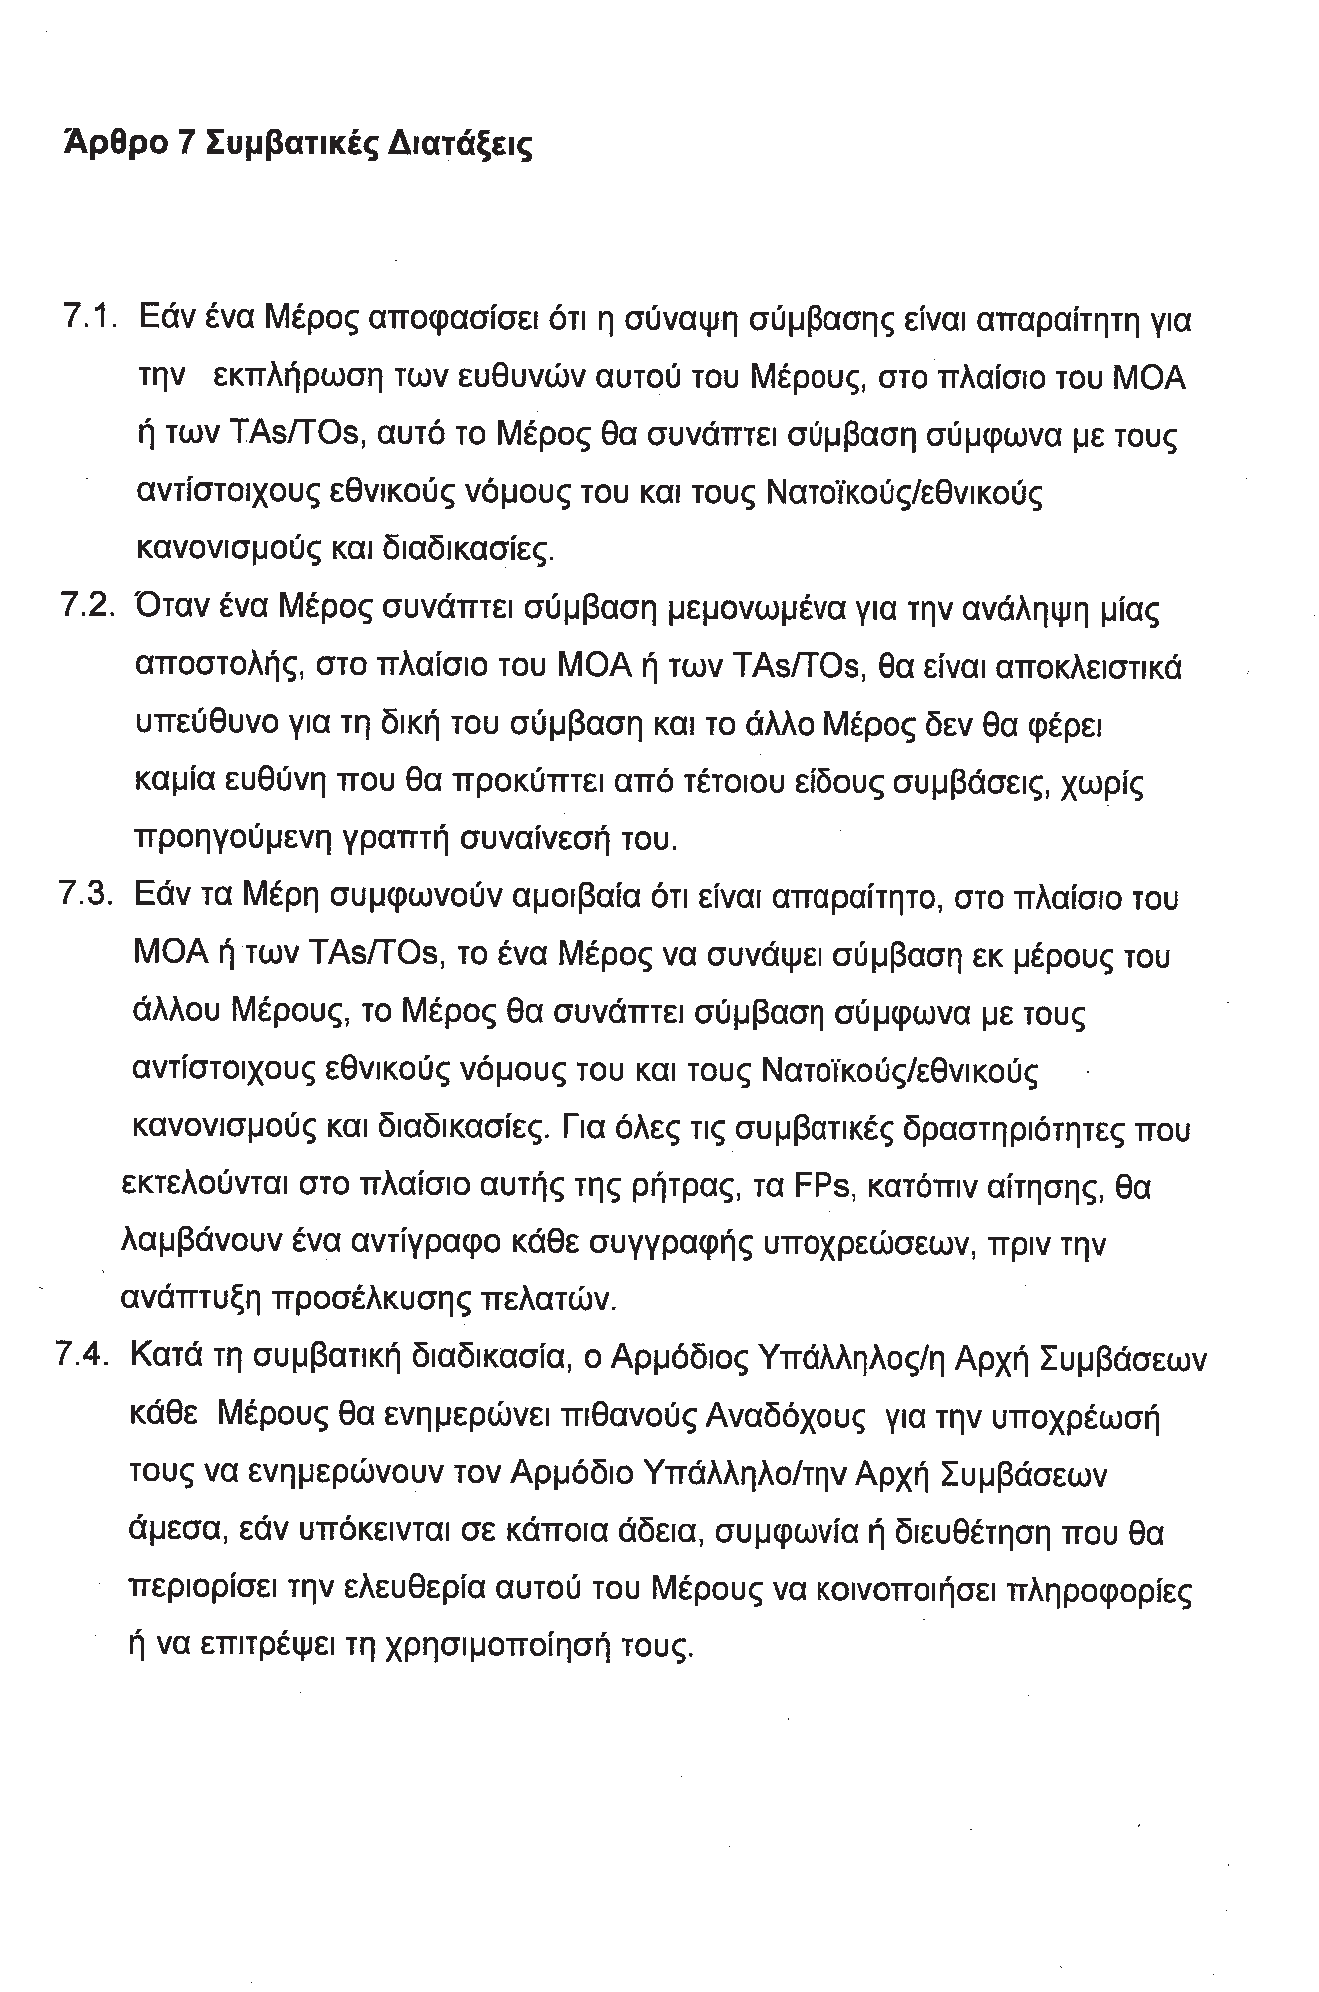 Άρθρο 7 Συμβατικές Διατάξεις
7.1. Εάν ένα Μέρος αποφασίσει ότι η σύναψη σύμβασης είναι απαραίτητη για
την εκπλήρωση των ευθυνών αυτού του Μέρους, στο πλαίσιο του ΜΟΑ
ή των TAs/TOs, αυτό το Μέρος θα συνάπτει σύμβαση σύμφωνα με τους
αντίστοιχους εθνικούς νόμους του και τους Νατοϊκούς/εθνικούς
κανονισμούς και διαδικασίες.
7.2. Όταν ένα Μέρος συνάπτει σύμβαση μεμονωμένα για την ανάληψη μίας
αποστολής, στο πλαίσιο του ΜΟΑ ή των TAs/TOs, θα είναι αποκλειστικά
υπεύθυνο για τη δική του σύμβαση και το άλλο Μέρος δεν θα φέρει
καμία ευθύνη που θα προκύπτει από τέτοιου είδους συμβάσεις, χωρίς
προηγούμενη γραπτή συναίνεσή του.
7.3. Εάν τα Μέρη συμφωνούν αμοιβαία ότι είναι απαραίτητο, στο πλαίσιο του
ΜΟΑ ή των TAs/TOs, το ένα Μέρος να συνάψει σύμβαση εκ μέρους του
άλλου Μέρους, το Μέρος θα συνάπτει σύμβαση σύμφωνα με τους
αντίστοιχους εθνικούς νόμους του και τους Νατοϊκούς/εθνικούς
κανονισμούς και διαδικασίες. Για όλες τις συμβατικές δραστηριότητες που
εκτελούνται στο πλαίσιο αυτής της ρήτρας, τα FPs, κατόπιν αίτησης, θα
λαμβάνουν ένα αντίγραφο κάθε συγγραφής υποχρεώσεων, πριν την
ανάπτυξη προσέλκυσης πελατών.
7.4. Κατά τη συμβατική διαδικασία, ο Αρμόδιος Υπάλληλος/η Αρχή Συμβάσεων
κάθε Μέρους θα ενημερώνει πιθανούς Αναδόχους για την υποχρέωσή
τους να ενημερώνουν τον Αρμόδιο Υπάλληλο/την Αρχή Συμβάσεων
άμεσα, εάν υπόκεινται σε κάποια άδεια, συμφωνία ή διευθέτηση που θα
περιορίσει την ελευθερία αυτού του Μέρους να κοινοποιήσει πληροφορίες
ή να επιτρέψει τη χρησιμοποίησή τους.